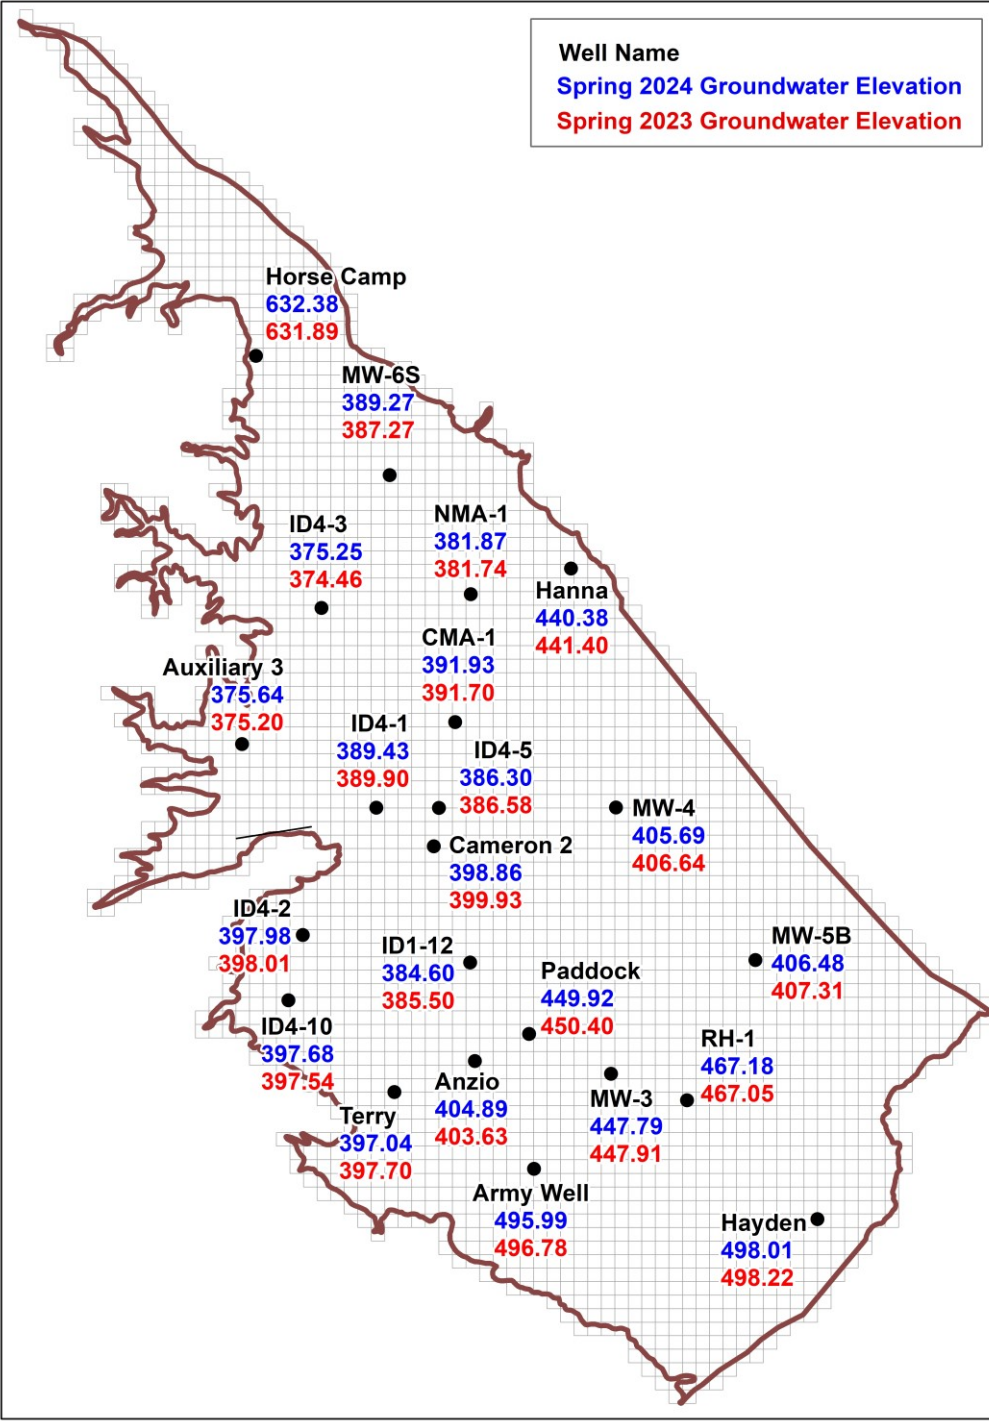 Well Name
Spring 2024 Groundwater Elevation
Spring 2023 Groundwater Elevation
Horse Camp
632.38
631.89
MW-6S
389.27
387.27
ID4-3
375.25
374.46
NMA-1
381.87
381.74
Hanna
440.38
441.40
CMA-1
391.93
391.70
Auxiliary 3
375.64
375.20
ID4-1
389.43
389.90
ID4-5
386.30
386.58
MW-4
405.69
406.64
Cameron 2
398.86
399.93
ID4-2
397.98
398.01
ID1-12
384.60
385.50
MW-5B
406.48
407.31
Paddock
449.92
450.40
ID4-10
397.68
397.54
RH-1
467.18
467.05
Anzio
404.89
403.63
MW-3
447.79
447.91
Terry
397.04
397.70
Army Well
495.99
496.78
Hayden
498.01
498.22